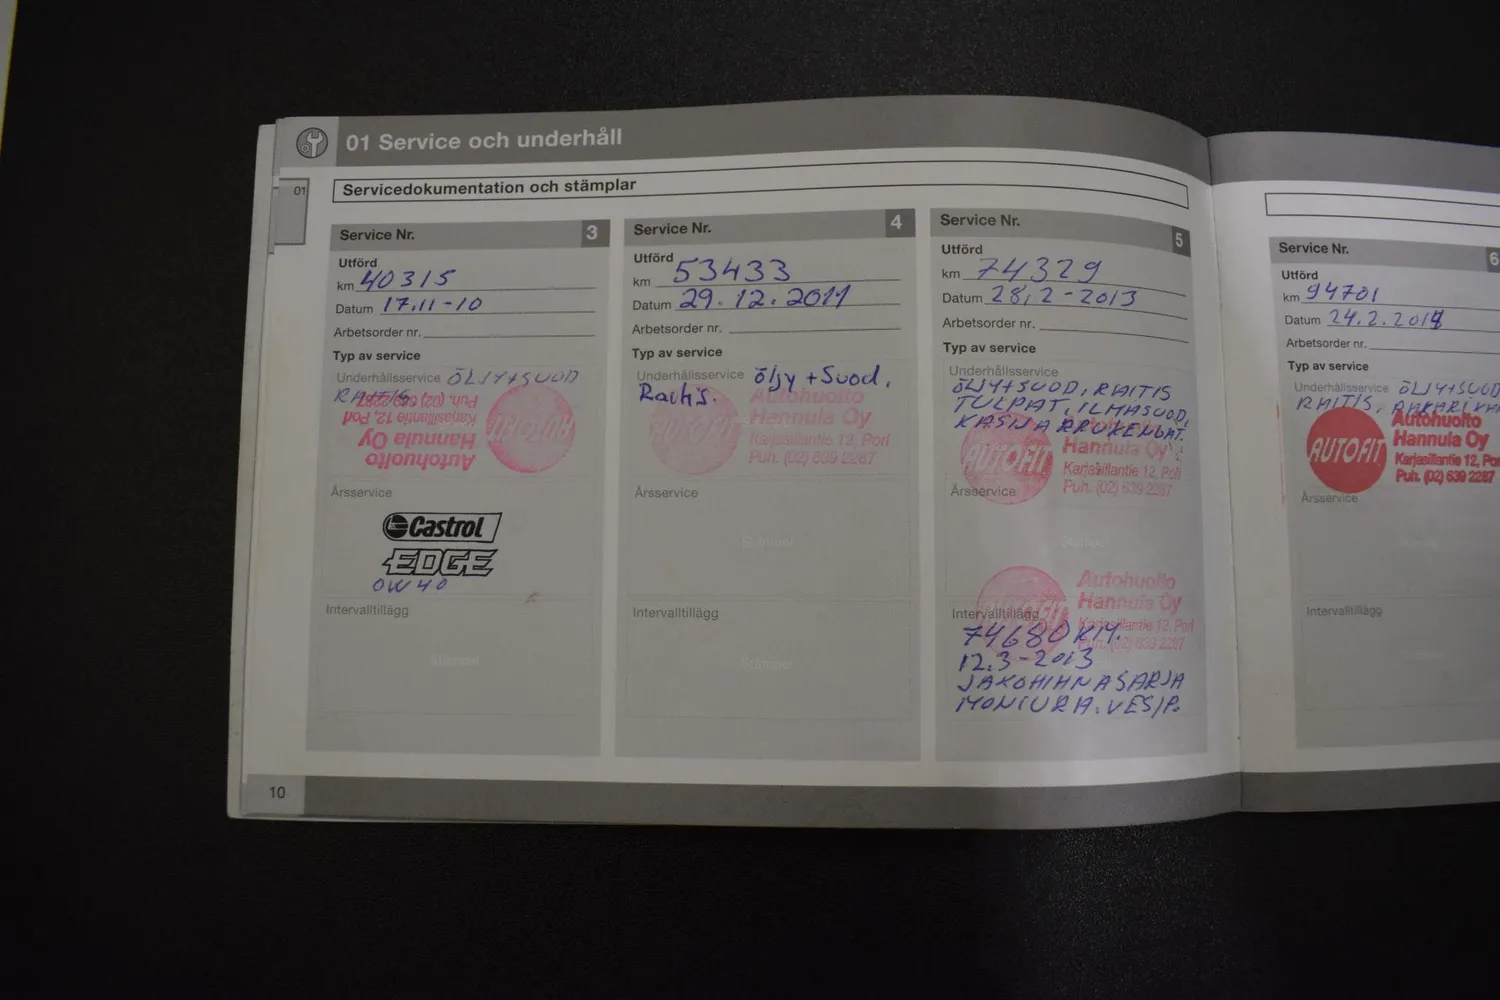 01 Service och underhåll
01
Servicedokumentation och stämplar
Service Nr. 3
Utförd
km 40315
Datum 17.11-10
Arbetsorder nr.
Typ av service
Underhållsservice ÖLJY+SUOD
RAITIS
Autohuolto
Hannula Oy
Karjasillantie 12, Pori
Puh. (02) 639 2287
AUTOFIT
Årsservice
Castrol
EDGE
0W40
Intervalltillägg
Stämpel
Service Nr. 4
Utförd
km 53433
Datum 29.12.2011
Arbetsorder nr.
Typ av service
Underhållsservice öljy+Suod.
Raitis.
AUTOFIT
Autohuolto
Hannula Oy
Karjasillantie 12, Pori
Puh. (02) 639 2287
Årsservice
Stämpel
Intervalltillägg
Stämpel
Service Nr. 5
Utförd
km 74329
Datum 28.2-2013
Arbetsorder nr.
Typ av service
Underhållsservice
ÖLJY+SUOD, RAITIS
TULPAT, ILMASUOD,
AUTOFIT
Hannula Oy
Karjasillantie 12, Pori
Puh. (02) 639 2287
Årsservice
Stämpel
AUTOFIT
Autohuolto
Hannula Oy
Karjasillantie 12, Pori
Puh. (02) 639 2287
Intervalltillägg
74680 KM.
12.3-2013
JAKOHIHNASARJA
VES/P.
10
Service Nr. 6
Utförd
km 94701
Datum 24.2.2014
Arbetsorder nr.
Typ av service
Underhållsservice ÖLJY+SUOD
RAITIS,
AUTOFIT
Autohuolto
Hannula Oy
Karjasillantie 12, Po
Puh. (02) 639 2287
Årsservice
Intervalltillägg